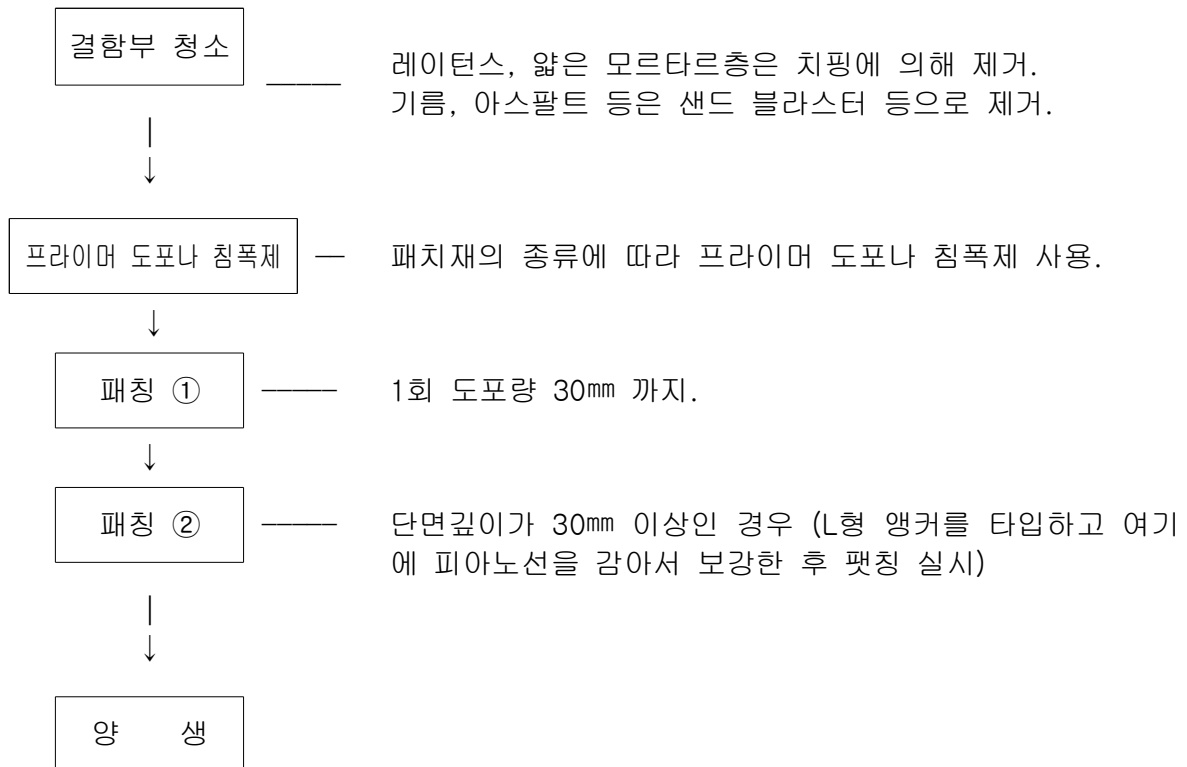 결함부 청소
레이턴스, 얇은 모르타르층은 치핑에 의해 제거.
기름, 아스팔트 등은 샌드 블라스터 등으로 제거.
프라이머 도포나 침폭제
패치재의 종류에 따라 프라이머 도포나 침폭제 사용.
패칭 ①
1회 도포량 30㎜ 까지.
패칭 ②
단면깊이가 30㎜ 이상인 경우 (L형 앵커를 타입하고 여기
에 피아노선을 감아서 보강한 후 팻칭 실시)
양 생